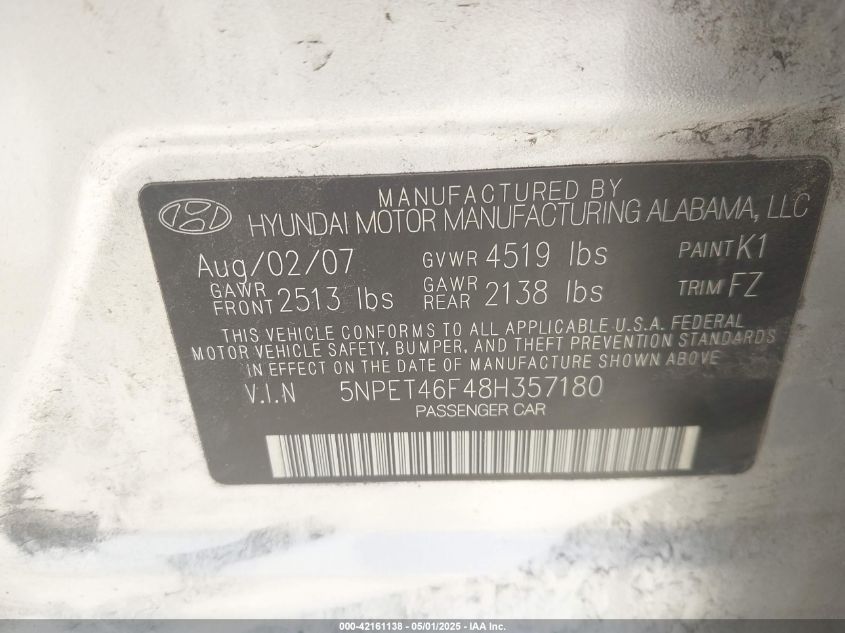 MANUFACTURED BY
HYUNDAI MOTOR MANUFACTURING ALABAMA, LLC
Aug/02/07 GVWR 4519 lbs PAINT K1
GAWR FRONT 2513 lbs GAWR REAR 2138 lbs TRIM FZ
THIS VEHICLE CONFORMS TO ALL APPLICABLE U.S.A. FEDERAL
MOTOR VEHICLE SAFETY, BUMPER, AND THEFT PREVENTION STANDARDS
IN EFFECT ON THE DATE OF MANUFACTURE SHOWN ABOVE
V.I.N 5NPET46F48H357180
PASSENGER CAR
000-42161138 - 05/01/2025 - IAA Inc.